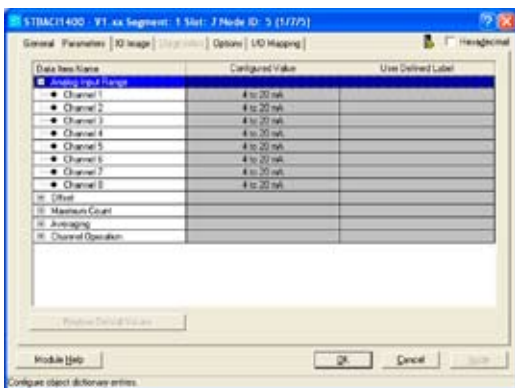 STBACI1400 - V1.xx Segment: 1 Slot: 7 Node ID: 5 (1/7/5)
General Parameters IO Image Diagnostics Options I/O Mapping Hexadecimal
Data Item Name Configured Value User Defined Label
Analog Input Range
Channel 1 4 to 20 mA
Channel 2 4 to 20 mA
Channel 3 4 to 20 mA
Channel 4 4 to 20 mA
Channel 5 4 to 20 mA
Channel 6 4 to 20 mA
Channel 7 4 to 20 mA
Channel 8 4 to 20 mA
Offset
Maximum Count
Averaging
Channel Operation
Restore Default Values
Module Help OK Cancel Apply
Configure object dictionary entries.